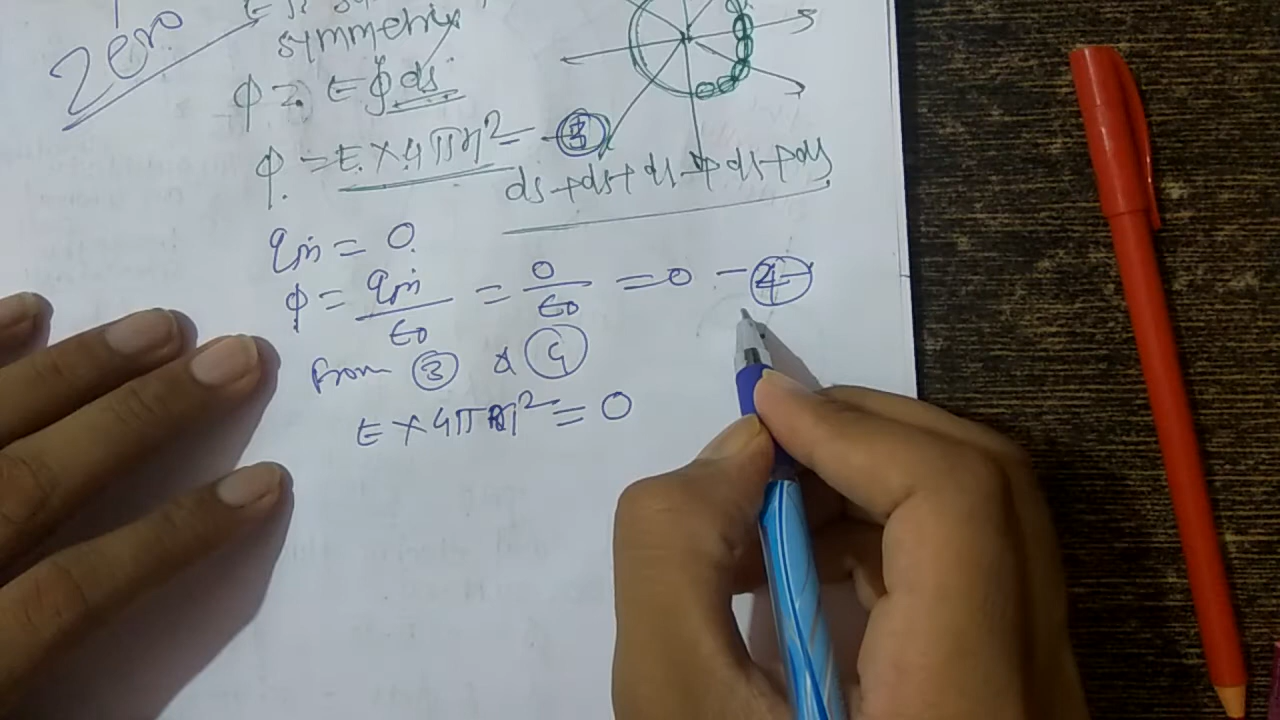 Zero
symmetric
ϕ = E ∮ ds
ϕ = E × 4πr² — ③
ds + ds + ds + ds + ds
qin = 0
ϕ = qin/ε0 = 0/ε0 = 0 — ④
from ③ & ④
E × 4πr² = 0